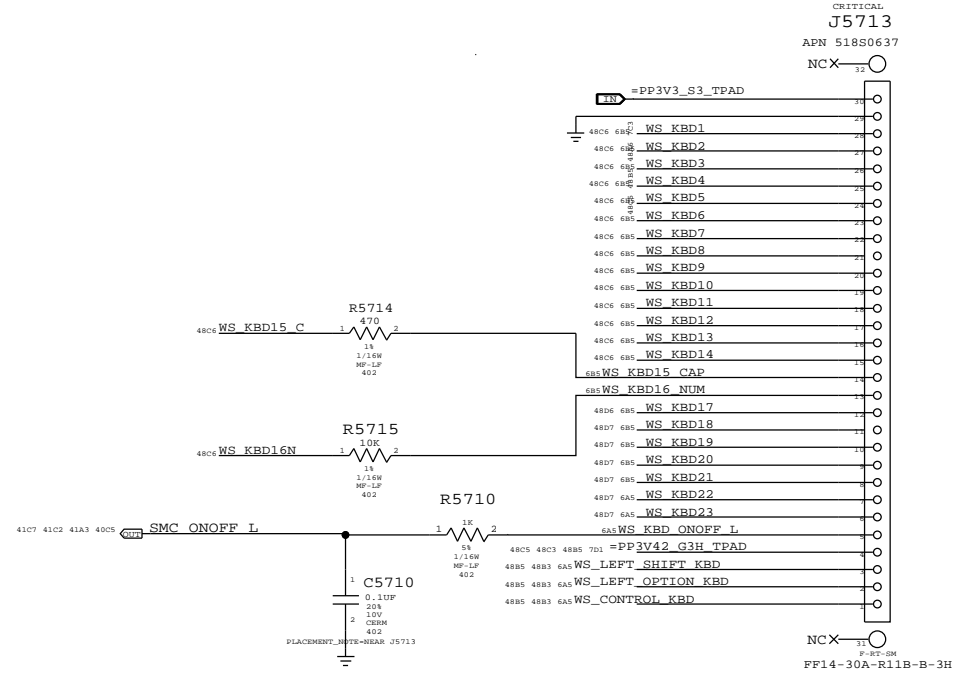 CRITICAL
J5713
APN 518S0637
NC
32
IN
=PP3V3_S3_TPAD
30
29
48C6 6B5 WS_KBD1 28
48C6 6B5 WS_KBD2 27
48C6 6B5 WS_KBD3 26
48C6 6B5 WS_KBD4 25
48C6 6B5 WS_KBD5 24
48C6 6B5 WS_KBD6 23
48C6 6B5 WS_KBD7 22
48C6 6B5 WS_KBD8 21
48C6 6B5 WS_KBD9 20
48C6 6B5 WS_KBD10 19
48C6 6B5 WS_KBD11 18
48C6 6B5 WS_KBD12 17
48C6 6B5 WS_KBD13 16
48C6 6B5 WS_KBD14 15
6B5 WS_KBD15_CAP 14
6B5 WS_KBD16_NUM 13
48D6 6B5 WS_KBD17 12
48D7 6B5 WS_KBD18 11
48D7 6B5 WS_KBD19 10
48D7 6B5 WS_KBD20 9
48D7 6B5 WS_KBD21 8
48D7 6A5 WS_KBD22 7
48D7 6A5 WS_KBD23 6
6A5 WS_KBD_ONOFF_L 5
48C5 48C3 48B5 7D1 =PP3V42_G3H_TPAD 4
48B5 48B3 6A5 WS_LEFT_SHIFT_KBD 3
48B5 48B3 6A5 WS_LEFT_OPTION_KBD 2
48B5 48B3 6A5 WS_CONTROL_KBD 1
NC
31
F-RT-SM
FF14-30A-R11B-B-3H
R5714
470
48C6 WS_KBD15_C 1 2
1%
1/16W
MF-LF
402
R5715
10K
48C6 WS_KBD16N 1 2
1%
1/16W
MF-LF
402
R5710
1K
41C7 41C2 41A3 40C5 OUT SMC_ONOFF_L 1 2
5%
1/16W
MF-LF
402
1
C5710
0.1UF
20%
10V
2
CERM
402
PLACEMENT_NOTE=NEAR J5713